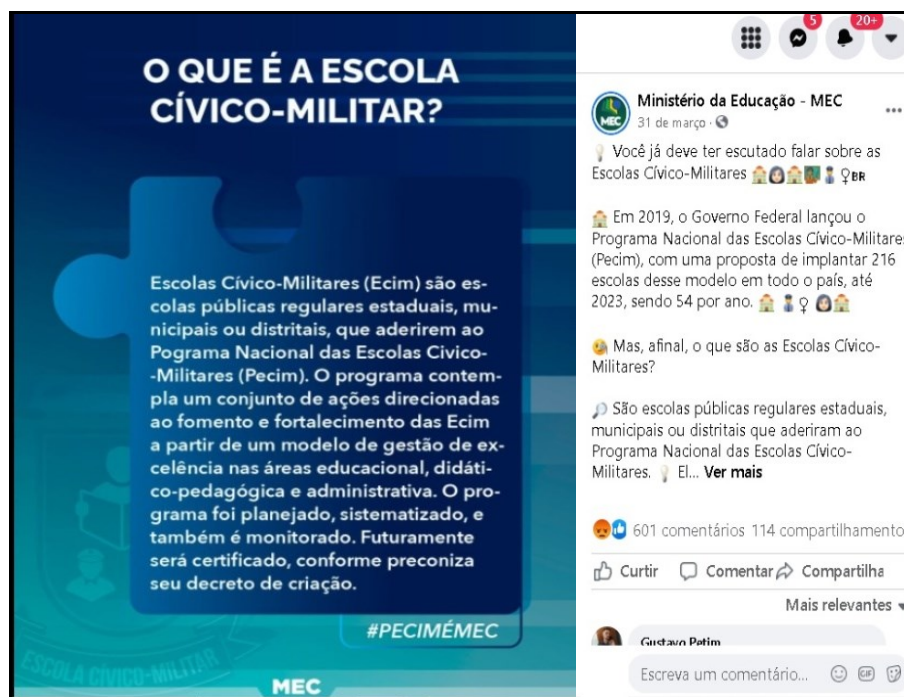 O QUE É A ESCOLA
CÍVICO-MILITAR?
Escolas Cívico-Militares (Ecim) são es-
colas públicas regulares estaduais, mu-
nicipais ou distritais, que aderirem ao
Pograma Nacional das Escolas Civico-
-Militares (Pecim). O programa contem-
pla um conjunto de ações direcionadas
ao fomento e fortalecimento das Ecim
a partir de um modelo de gestão de ex-
celência nas áreas educacional, didáti-
co-pedagógica e administrativa. O pro-
grama foi planejado, sistematizado, e
também é monitorado. Futuramente
será certificado, conforme preconiza
seu decreto de criação.
#PECIMÉMEC
ESCOLA CÍVICO-MILITAR
MEC
5
20+
MEC
Ministério da Educação - MEC
31 de março ·
Você já deve ter escutado falar sobre as
Escolas Cívico-Militares ♀BR
Em 2019, o Governo Federal lançou o
Programa Nacional das Escolas Cívico-Militares
(Pecim), com uma proposta de implantar 216
escolas desse modelo em todo o país, até
2023, sendo 54 por ano. ♀
Mas, afinal, o que são as Escolas Cívico-
Militares?
São escolas públicas regulares estaduais,
municipais ou distritais que aderiram ao
Programa Nacional das Escolas Cívico-
Militares. El... Ver mais
601 comentários 114 compartilhamento
Curtir Comentar Compartilha
Mais relevantes
Gustavo Petim
Escreva um comentário... GIF